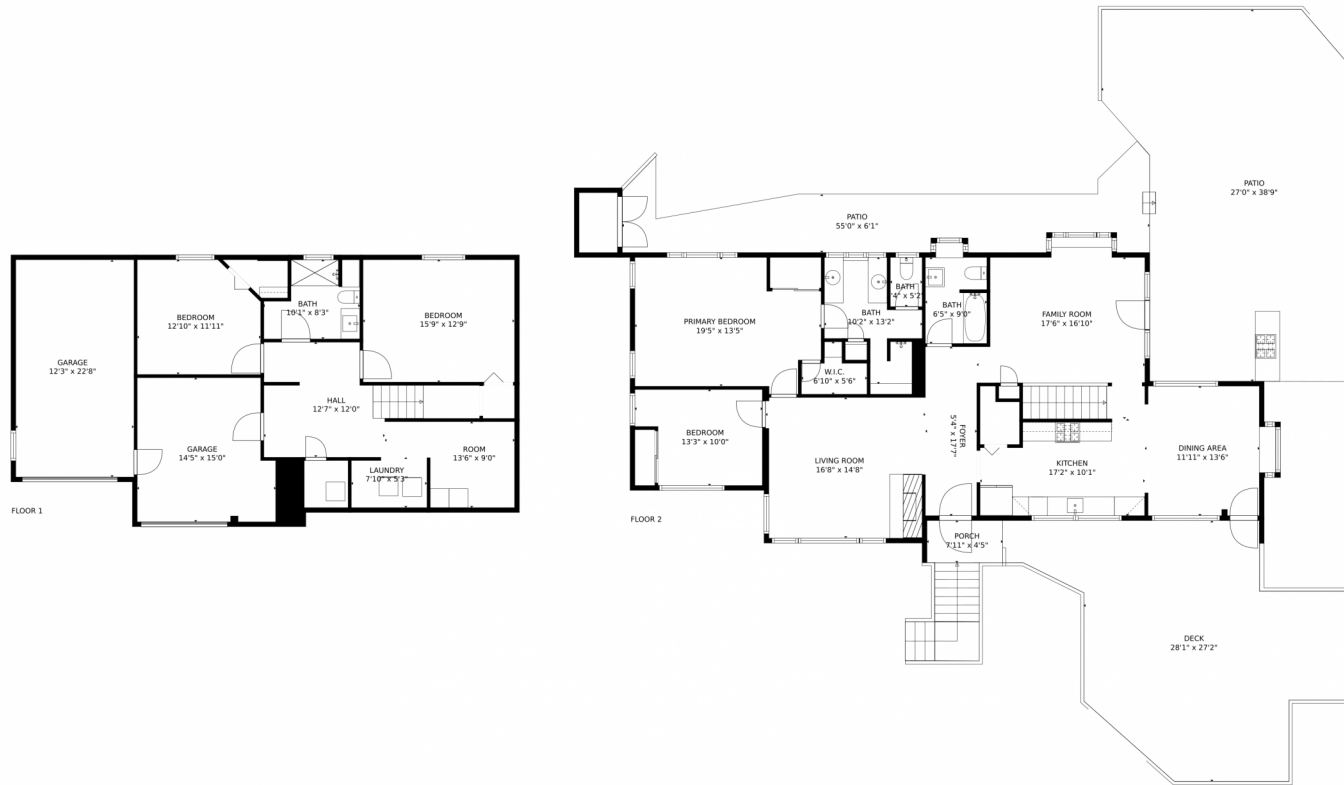 GARAGE
12'3" x 22'8"
BEDROOM
12'10" x 11'11"
BATH
10'1" x 8'3"
BEDROOM
15'9" x 12'9"
HALL
12'7" x 12'0"
GARAGE
14'5" x 15'0"
LAUNDRY
7'10" x 5'3"
ROOM
13'6" x 9'0"
FLOOR 1
PATIO
27'0" x 38'9"
PATIO
55'0" x 6'1"
PRIMARY BEDROOM
19'5" x 13'5"
BATH
10'2" x 13'2"
BATH
BATH
6'5" x 9'0"
FAMILY ROOM
17'6" x 16'10"
W.I.C.
6'10" x 5'6"
BEDROOM
13'3" x 10'0"
LIVING ROOM
16'8" x 14'8"
FOYER
5'4" x 17'7"
KITCHEN
17'2" x 10'1"
DINING AREA
11'11" x 13'6"
PORCH
7'11" x 4'5"
DECK
28'1" x 27'2"
FLOOR 2